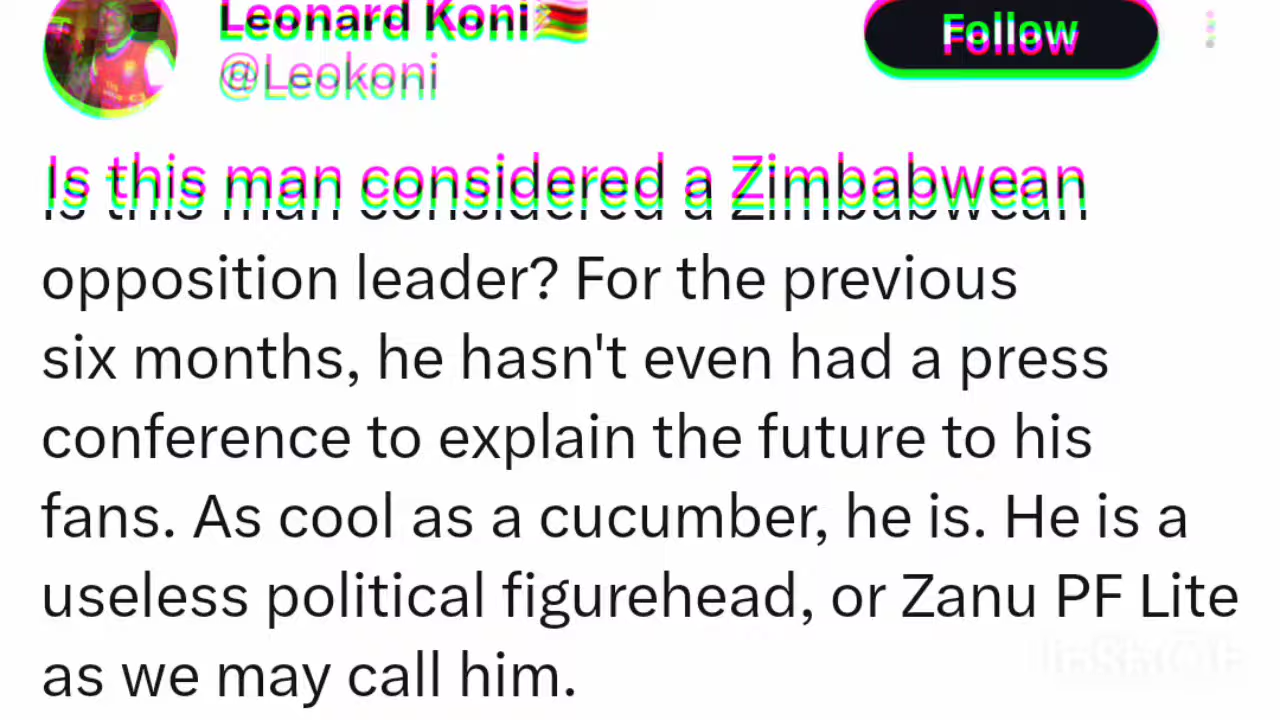 Leonard Koni
Follow
@Leokoni
Is this man considered a Zimbabwean
opposition leader? For the previous
six months, he hasn't even had a press
conference to explain the future to his
fans. As cool as a cucumber, he is. He is a
useless political figurehead, or Zanu PF Lite
as we may call him.